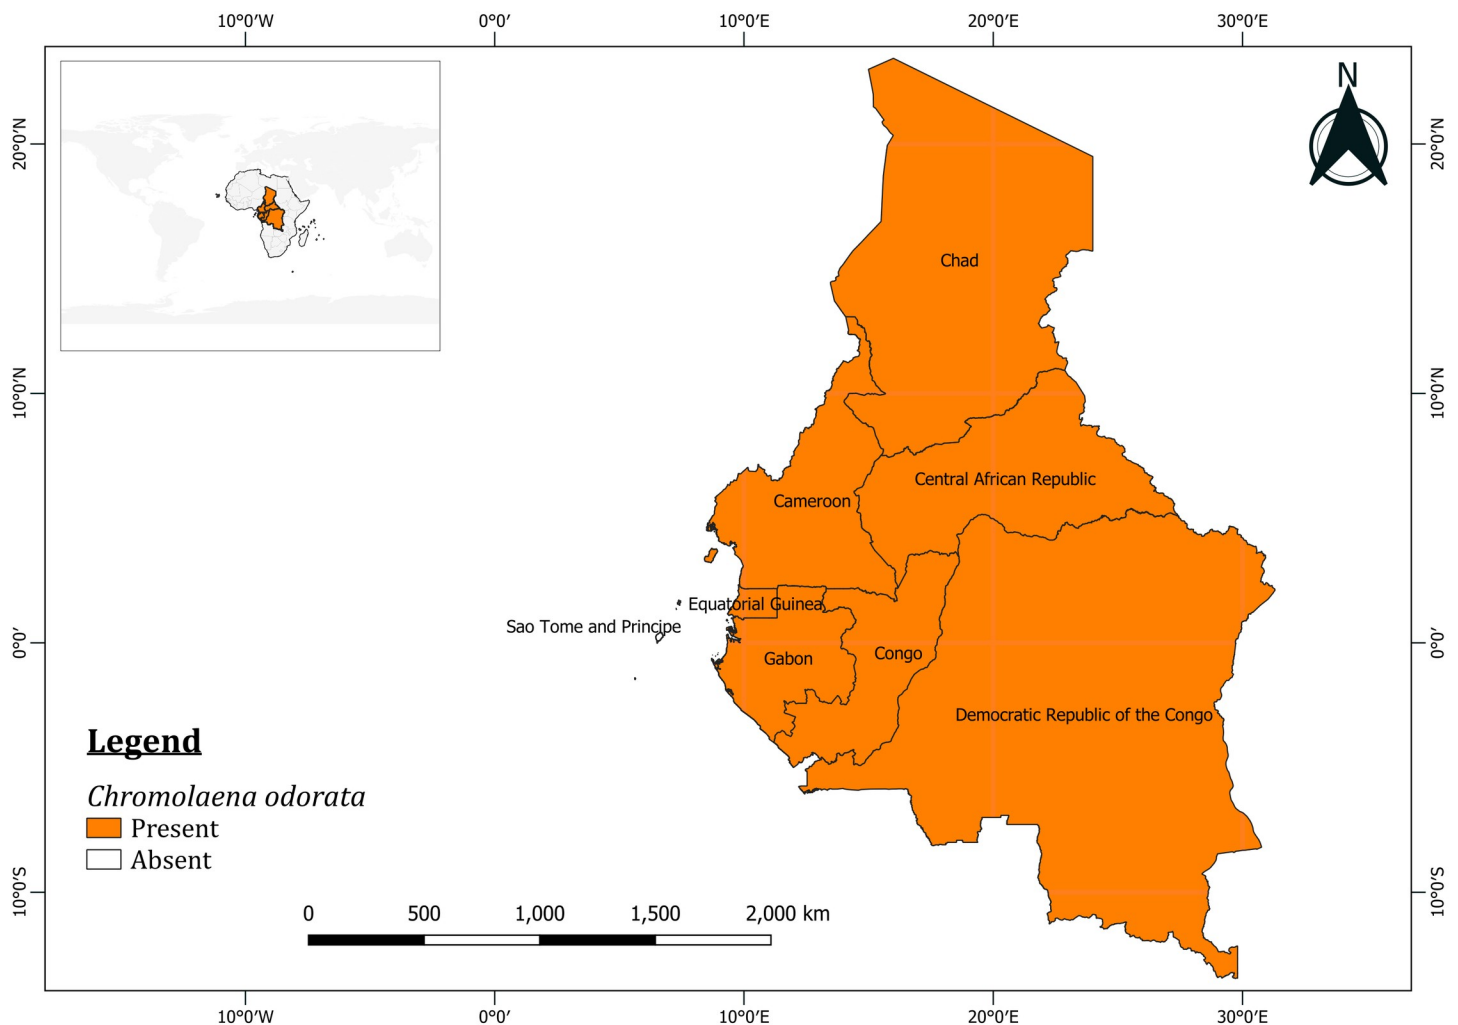 10°0'W 0°0' 10°0'E 20°0'E 30°0'E
N
20°0'N 20°0'N
Chad
10°0'N 10°0'N
Central African Republic
Cameroon
Equatorial Guinea
Sao Tome and Principe
0°0' 0°0'
Gabon
Congo
Democratic Republic of the Congo
Legend
Chromolaena odorata
Present
Absent
10°0'S 10°0'S
0 500 1,000 1,500 2,000 km
10°0'W 0°0' 10°0'E 20°0'E 30°0'E